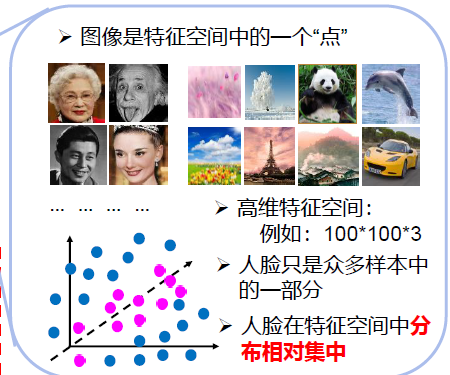 ➢ 图像是特征空间中的一个“点”
… … … …
➢ 高维特征空间：
例如：100*100*3
➢ 人脸只是众多样本中
的一部分
➢ 人脸在特征空间中分
布相对集中